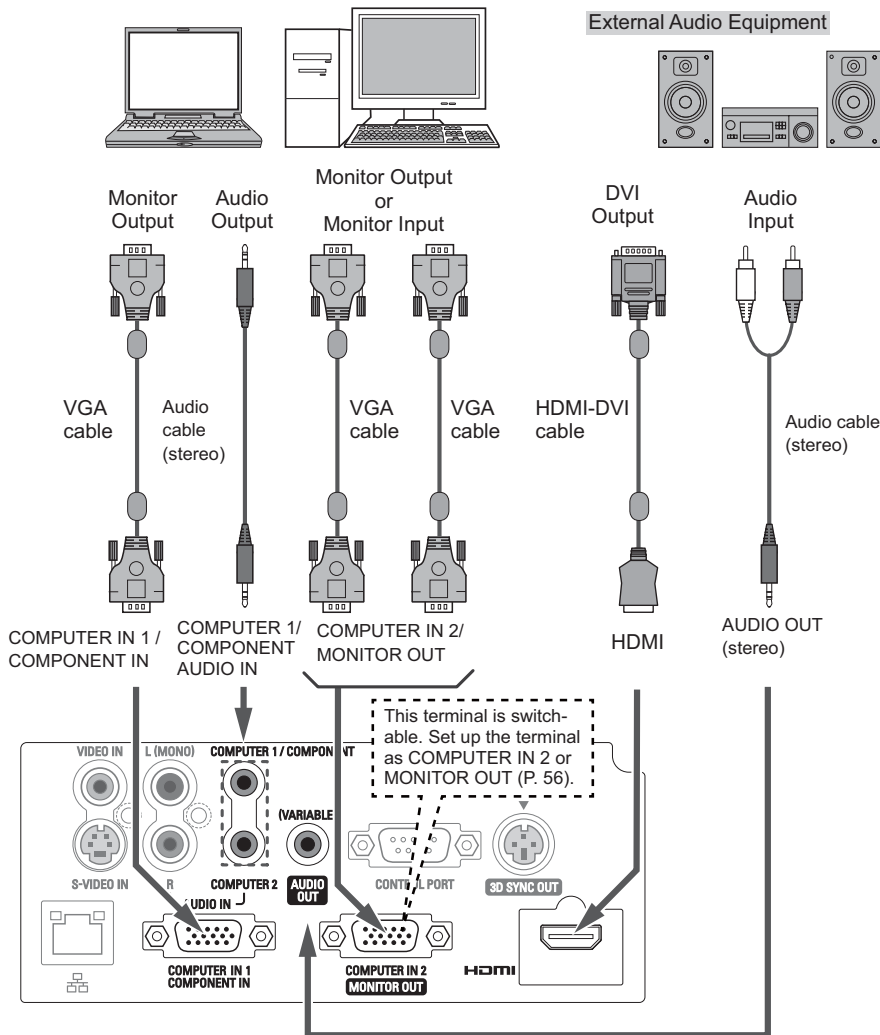 External Audio Equipment
Monitor
Output
Audio
Output
Monitor Output
or
Monitor Input
DVI
Output
Audio
Input
VGA
cable
Audio
cable
(stereo)
VGA
cable
VGA
cable
HDMI-DVI
cable
Audio cable
(stereo)
COMPUTER IN 1 /
COMPONENT IN
COMPUTER 1/
COMPONENT
AUDIO IN
COMPUTER IN 2/
MONITOR OUT
HDMI
AUDIO OUT
(stereo)
This terminal is switch-
able. Set up the terminal
as COMPUTER IN 2 or
MONITOR OUT (P. 56).
VIDEO IN
L (MONO)
COMPUTER 1 / COMPONENT
(VARIABLE
S-VIDEO IN
R
COMPUTER 2
AUDIO
OUT
UDIO IN
CONT L PORT
3D SYNC OUT
COMPUTER IN 1
COMPONENT IN
COMPUTER IN 2
MONITOR OUT
HDMI